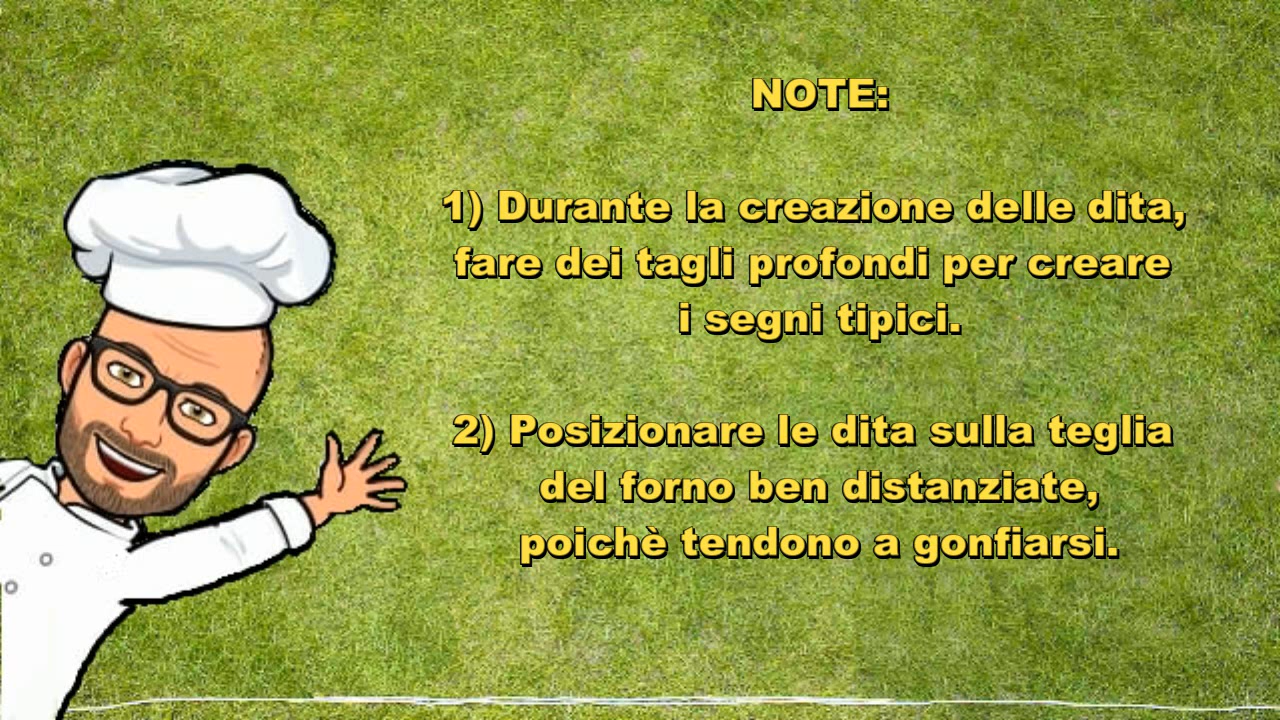 NOTE:
1) Durante la creazione delle dita,
fare dei tagli profondi per creare
i segni tipici.
2) Posizionare le dita sulla teglia
del forno ben distanziate,
poichè tendono a gonfiarsi.